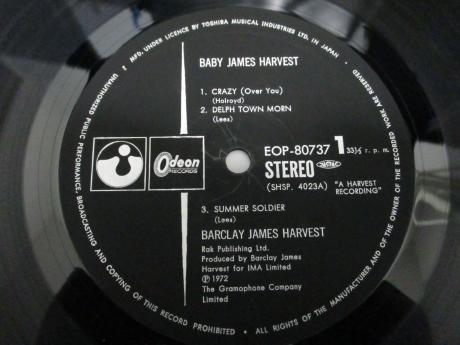 MFD. UNDER LICENCE BY TOSHIBA MUSICAL INDUSTRIES LTD. IN JAPAN
BABY JAMES HARVEST
1. CRAZY (Over You)
(Holroyd)
2. DELPH TOWN MORN
(Lees)
EOP-80737 1 33⅓ r. p. m.
STEREO
(SHSP. 4023A) "A HARVEST
RECORDING"
Odeon
RECORDS
3. SUMMER SOLDIER
(Lees)
BARCLAY JAMES HARVEST
Rak Publishing Ltd.
Produced by Barclay James
Harvest for IMA Limited
℗ 1972
The Gramophone Company
Limited
UNAUTHORIZED PUBLIC PERFORMANCE, BROADCASTING AND COPYING OF THIS RECORD PROHIBITED • ALL RIGHTS OF THE MANUFACTURER AND OF THE OWNER OF THE RECORDED WORK ARE RESERVED